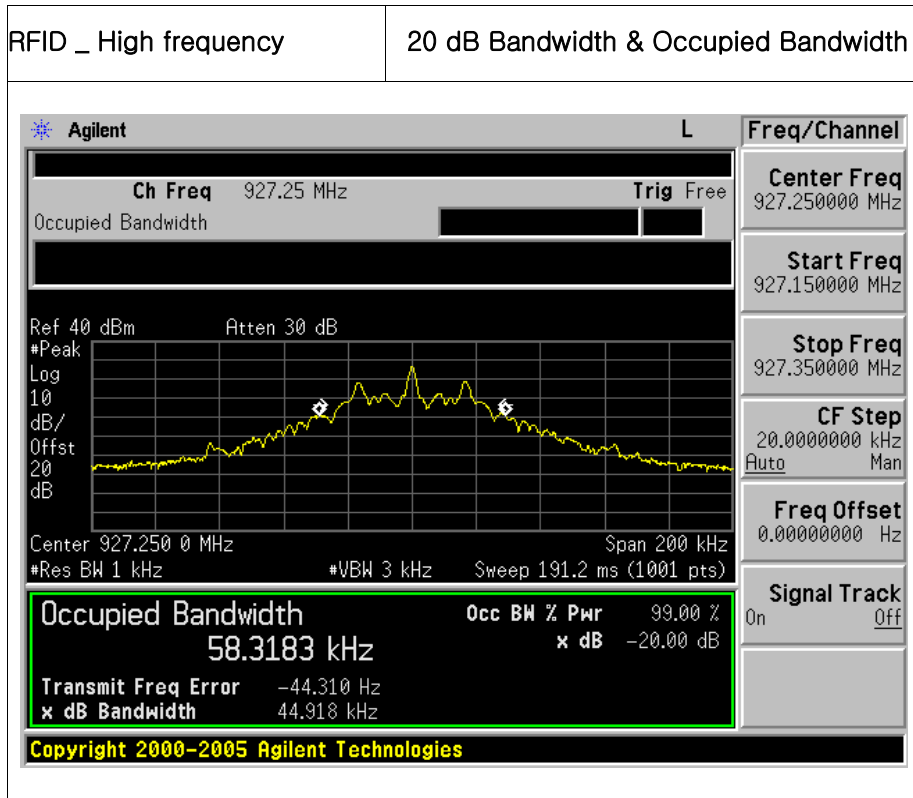 RFID _ High frequency
20 dB Bandwidth & Occupied Bandwidth
Agilent
L
Freq/Channel
Ch Freq 927.25 MHz
Trig Free
Occupied Bandwidth
Center Freq
927.250000 MHz
Start Freq
927.150000 MHz
Stop Freq
927.350000 MHz
CF Step
20.0000000 kHz
Auto Man
Freq Offset
0.00000000 Hz
Signal Track
On Off
Ref 40 dBm
Atten 30 dB
#Peak
Log
10
dB/
Offst
20
dB
Center 927.250 0 MHz
Span 200 kHz
#Res BW 1 kHz
#VBW 3 kHz
Sweep 191.2 ms (1001 pts)
Occupied Bandwidth
58.3183 kHz
Occ BW % Pwr 99.00 %
x dB -20.00 dB
Transmit Freq Error -44.310 Hz
x dB Bandwidth 44.918 kHz
Copyright 2000-2005 Agilent Technologies